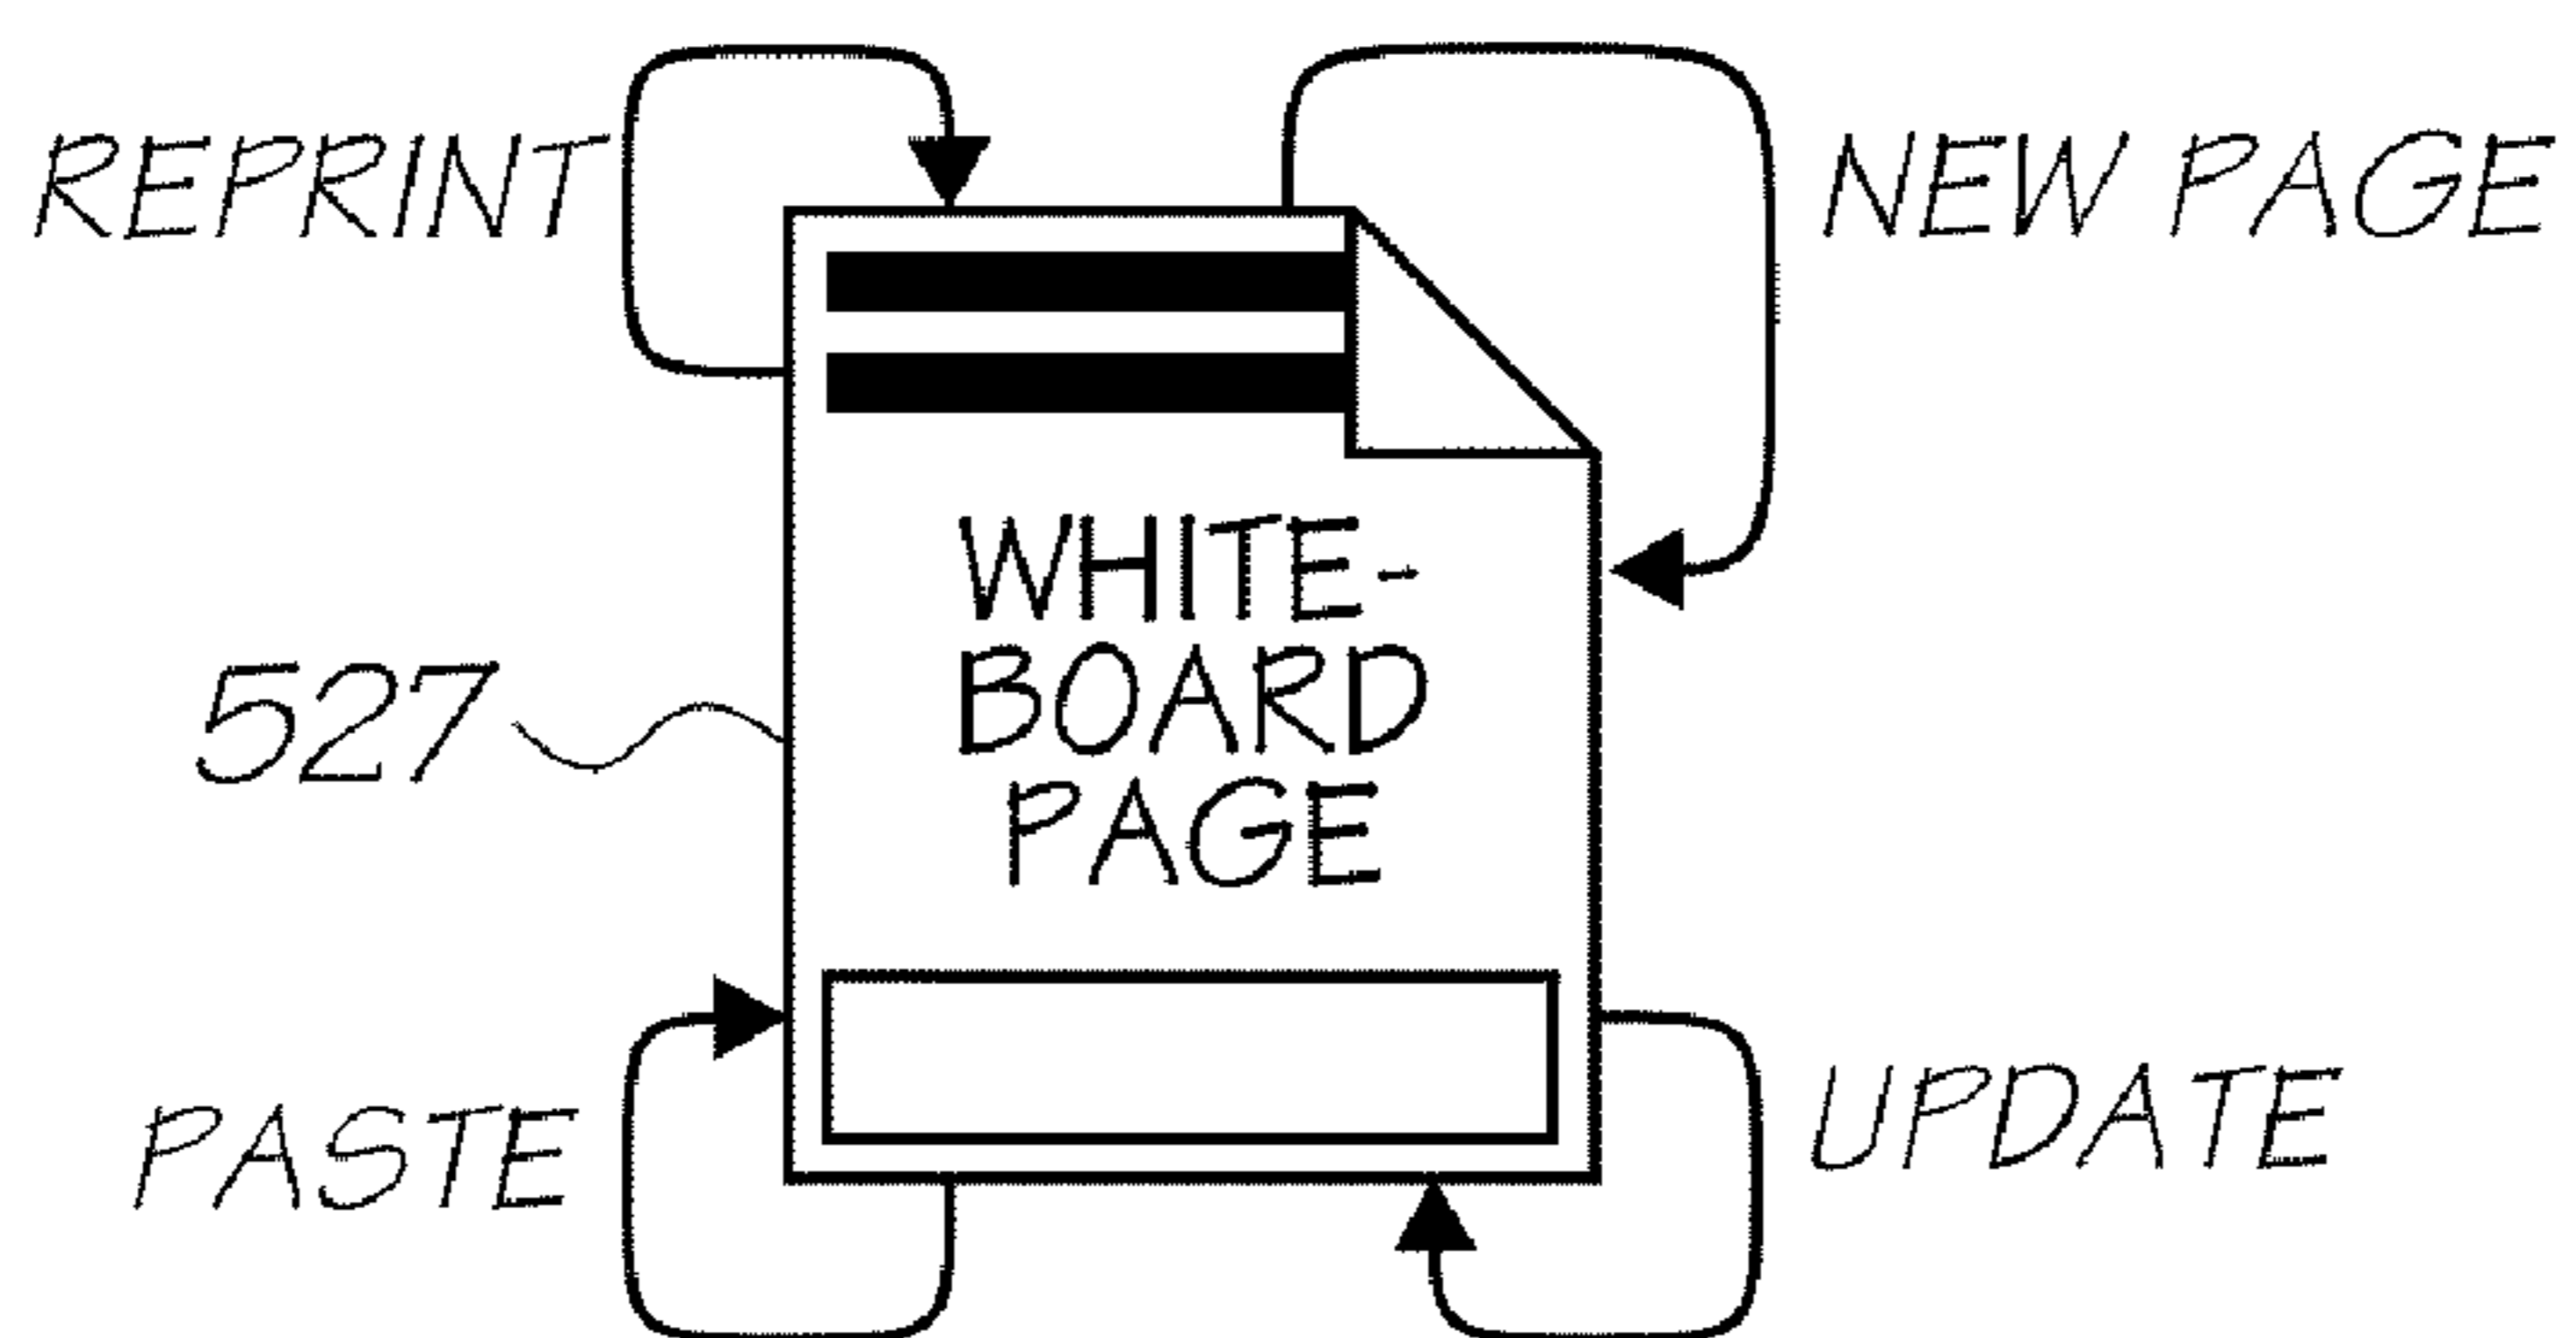 REPRINT
NEW PAGE
WHITE-
BOARD
PAGE
527
PASTE
UPDATE